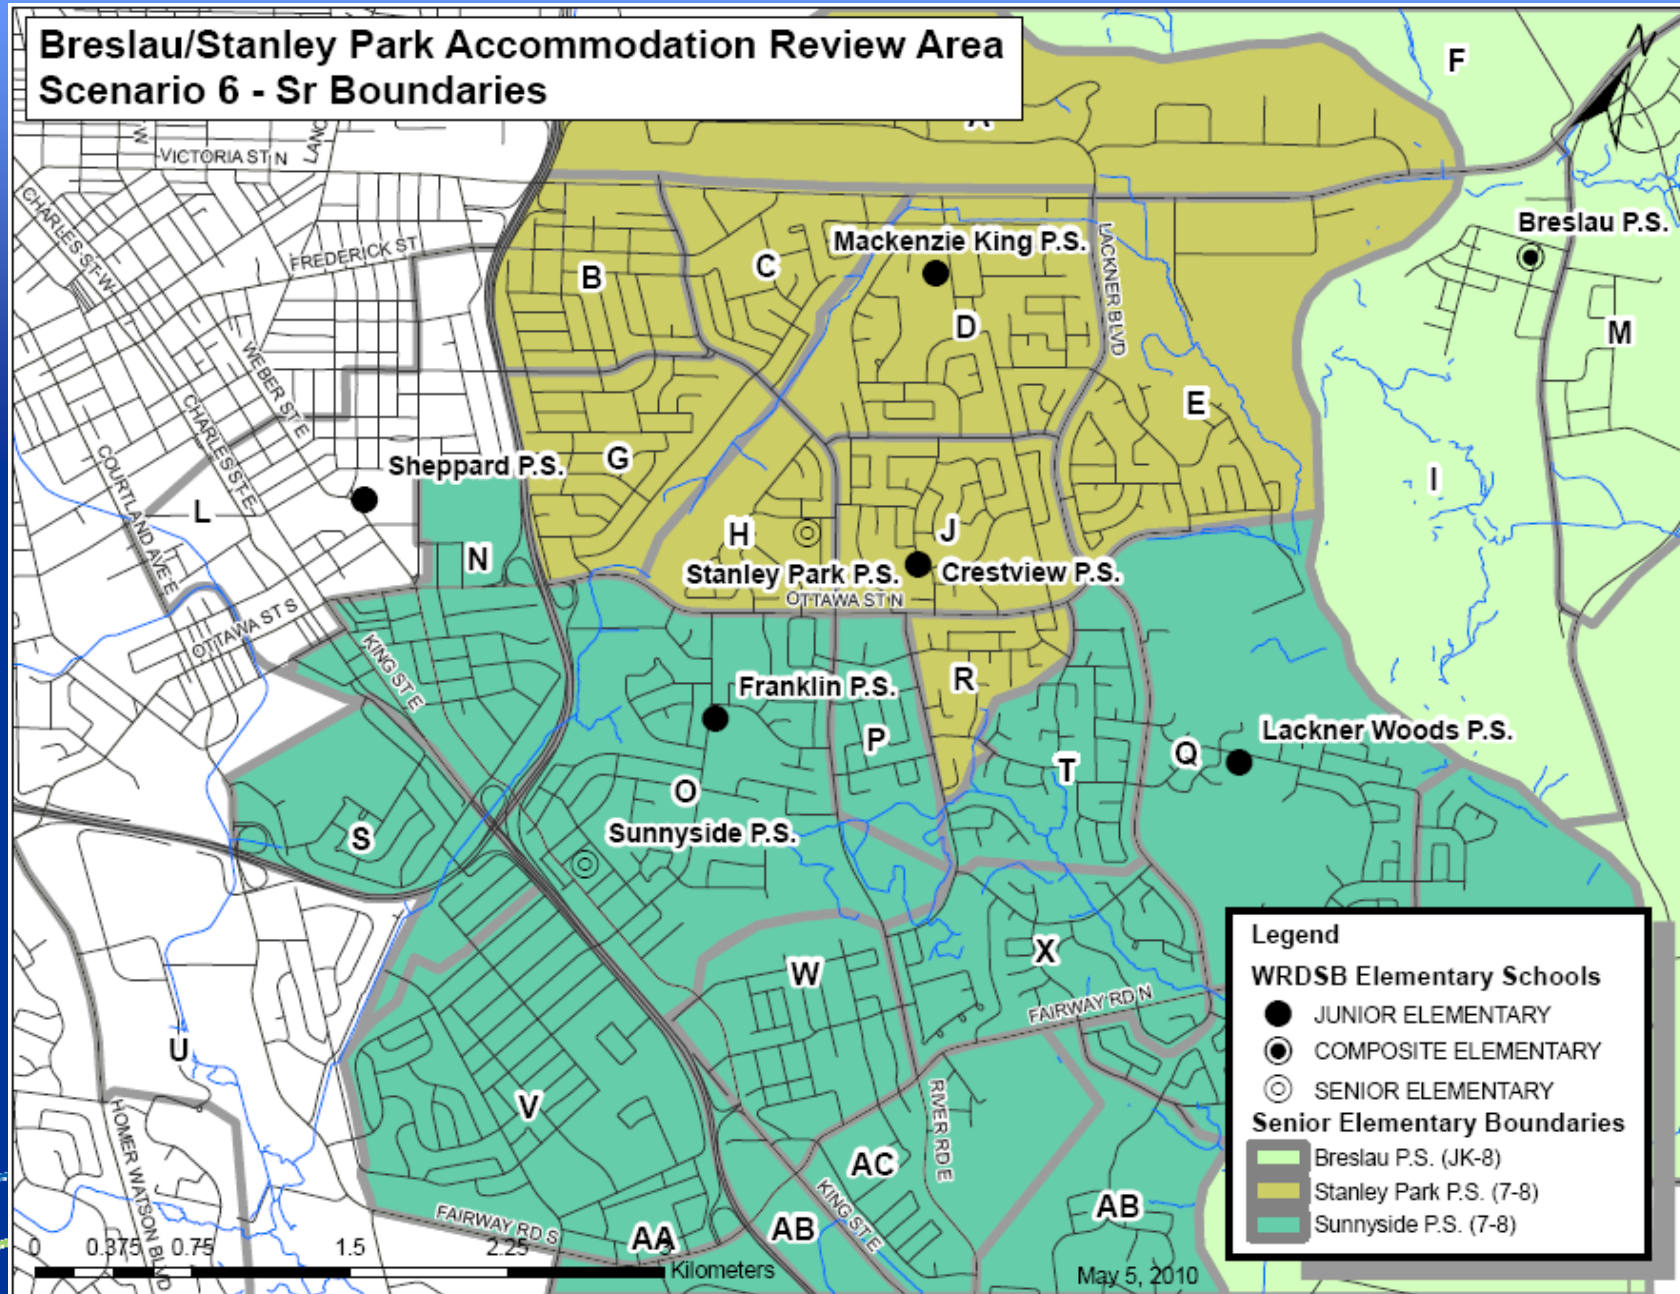 Breslau/Stanley Park Accommodation Review Area
Scenario 6 - Sr Boundaries
F
N
A
VICTORIA ST N
CHARLES ST W
FREDERICK ST
WEBER ST E
CHARLES ST E
COURTLAND AVE E
OTTAWA ST S
KING ST E
Breslau P.S.
Mackenzie King P.S.
LACKNER BLVD
B
C
D
M
E
Sheppard P.S.
G
I
L
H
J
N
Stanley Park P.S.
Crestview P.S.
OTTAWA ST N
R
Franklin P.S.
P
Lackner Woods P.S.
Q
T
O
Sunnyside P.S.
S
W
X
FAIRWAY RD N
U
V
HOMER WATSON BLVD
RIVER RD E
AC
KING ST E
AB
AB
AA
FAIRWAY RD S
Legend
WRDSB Elementary Schools
JUNIOR ELEMENTARY
COMPOSITE ELEMENTARY
SENIOR ELEMENTARY
Senior Elementary Boundaries
Breslau P.S. (JK-8)
Stanley Park P.S. (7-8)
Sunnyside P.S. (7-8)
0 0.375 0.75 1.5 2.25
Kilometers
May 5, 2010